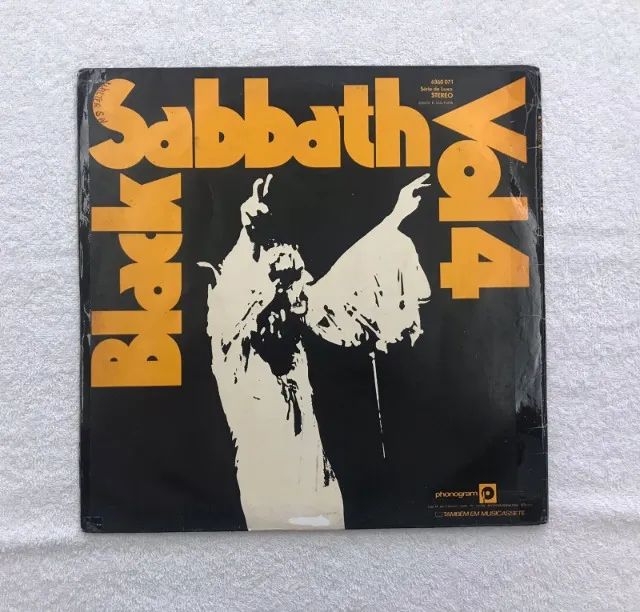 Black
Sabbath
Vol 4
6360 071
Série de Luxo
STEREO
phonogram p
TAMBÉM EM MUSICASSETE